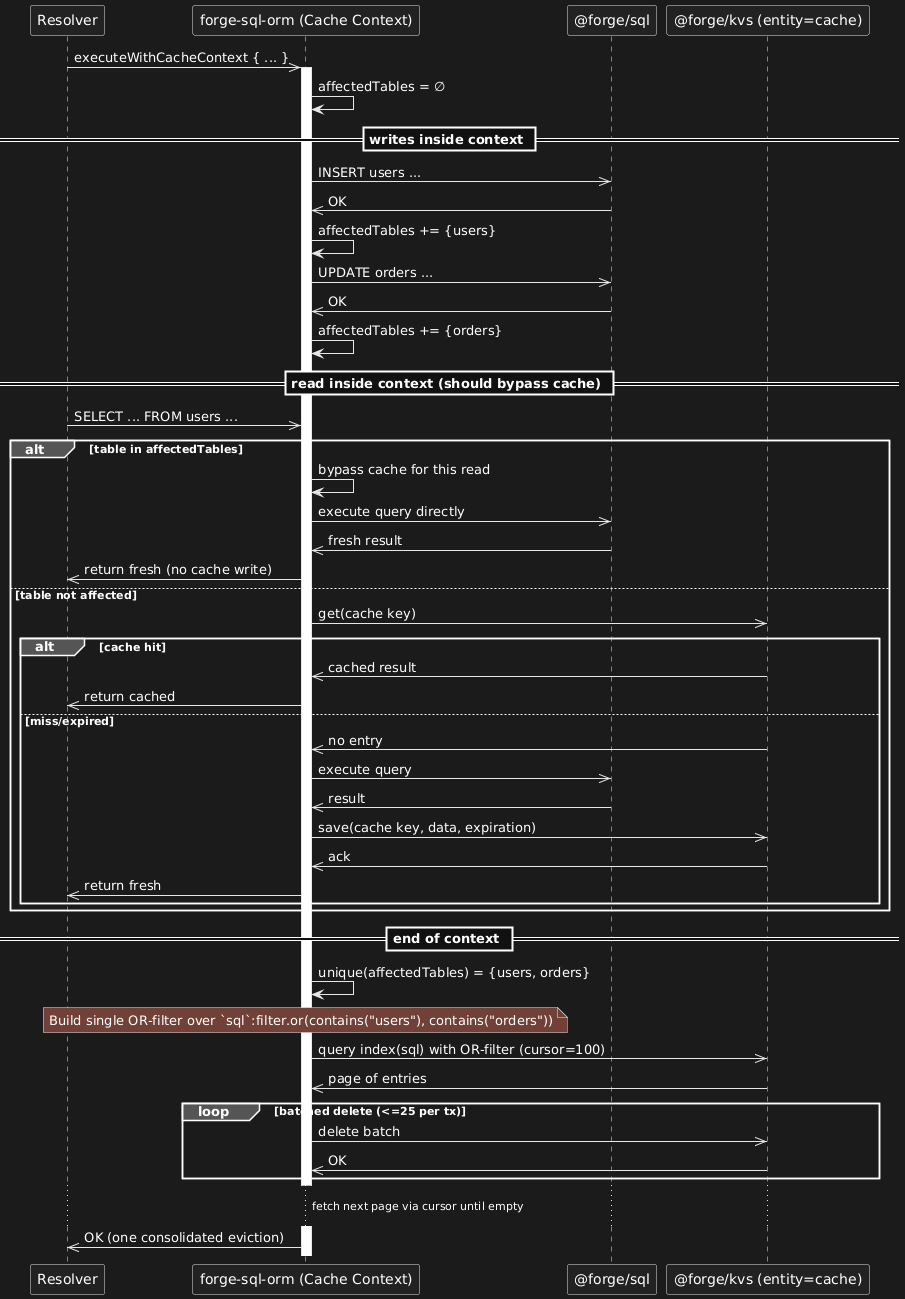 Resolver
forge-sql-orm (Cache Context)
@forge/sql
@forge/kvs (entity=cache)
executeWithCacheContext { ... }
affectedTables = ∅
writes inside context
INSERT users ...
OK
affectedTables += {users}
UPDATE orders ...
OK
affectedTables += {orders}
read inside context (should bypass cache)
SELECT ... FROM users ...
alt
[table in affectedTables]
bypass cache for this read
execute query directly
fresh result
return fresh (no cache write)
[table not affected]
get(cache key)
alt
[cache hit]
cached result
return cached
[miss/expired]
no entry
execute query
result
save(cache key, data, expiration)
ack
return fresh
end of context
unique(affectedTables) = {users, orders}
Build single OR-filter over `sql`:filter.or(contains("users"), contains("orders"))
query index(sql) with OR-filter (cursor=100)
page of entries
loop
[batched delete (<=25 per tx)]
delete batch
OK
fetch next page via cursor until empty
OK (one consolidated eviction)
Resolver
forge-sql-orm (Cache Context)
@forge/sql
@forge/kvs (entity=cache)